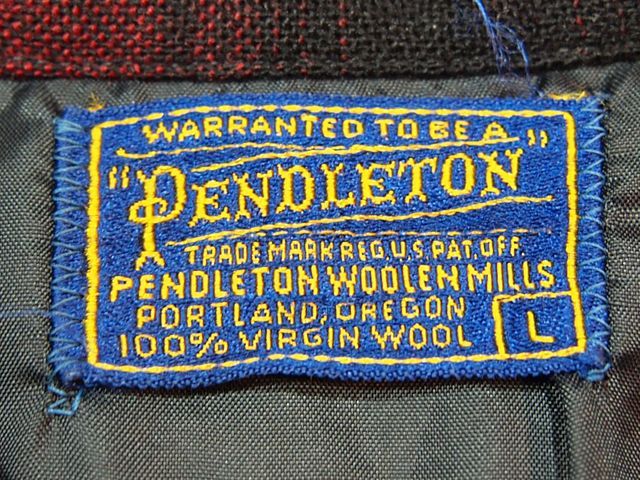 WARRANTED TO BE A
"PENDLETON"
TRADE MARK REG. U.S. PAT. OFF.
PENDLETON WOOLEN MILLS
PORTLAND, OREGON
100% VIRGIN WOOL
L